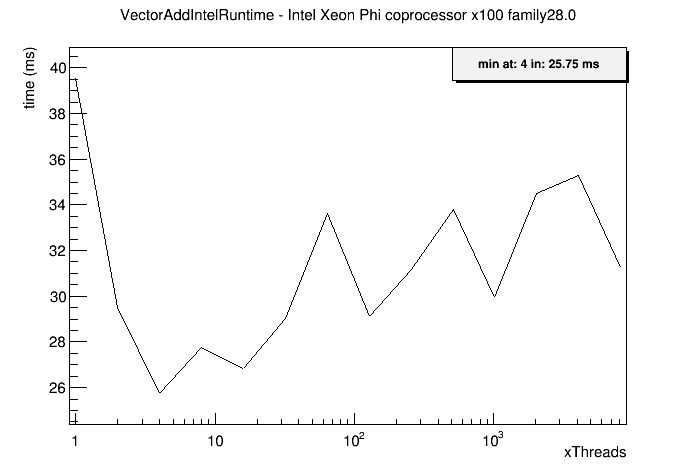 VectorAddIntelRuntime - Intel Xeon Phi coprocessor x100 family28.0
time (ms)
min at: 4 in: 25.75 ms
40
38
36
34
32
30
28
26
1 10 10² 10³
xThreads